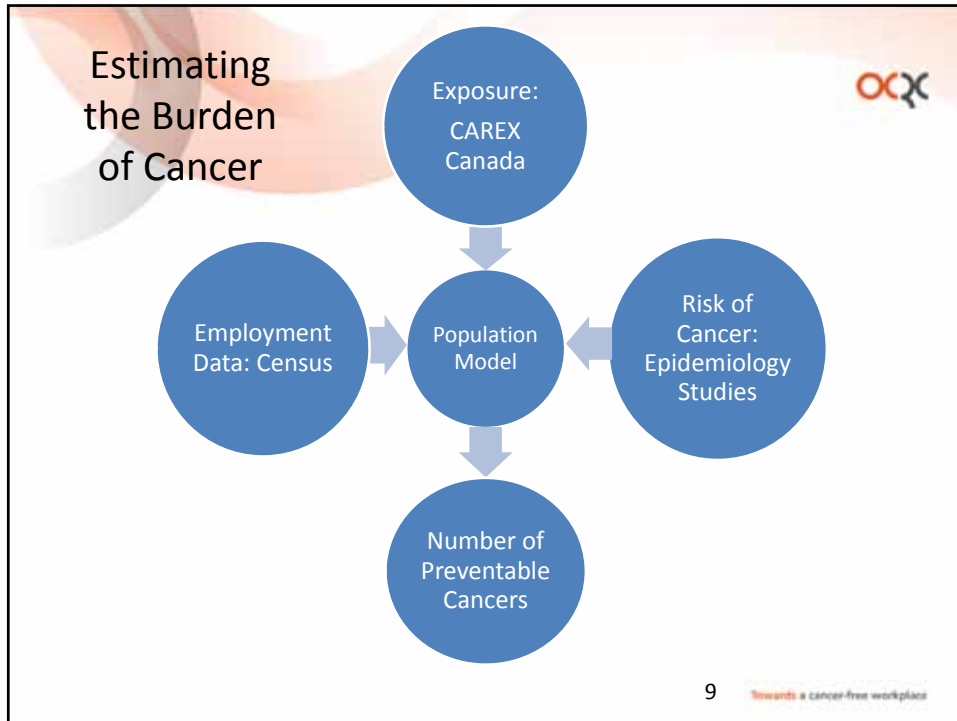 Estimating
the Burden
of Cancer
OCRC
Exposure:
CAREX
Canada
Employment
Data: Census
Population
Model
Risk of
Cancer:
Epidemiology
Studies
Number of
Preventable
Cancers
9
Towards a cancer-free workplace